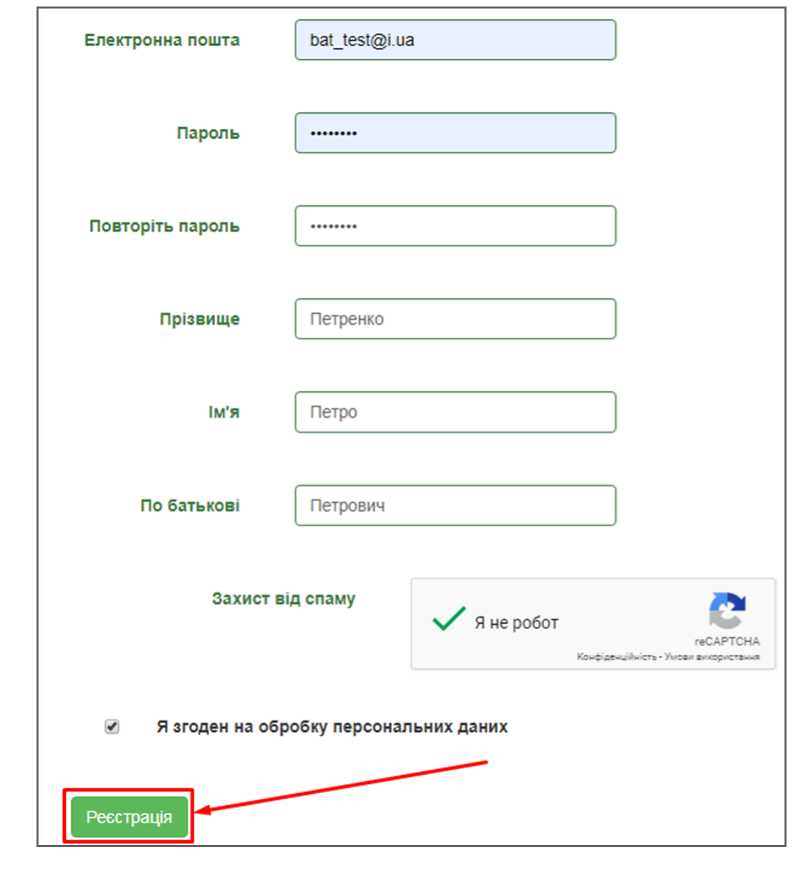 Електронна пошта bat_test@i.ua
Пароль ••••••••
Повторіть пароль ••••••••
Прізвище Петренко
Ім'я Петро
По батькові Петрович
Захист від спаму
Я не робот
reCAPTCHA
Конфіденційність - Умови використання
Я згоден на обробку персональних даних
Реєстрація